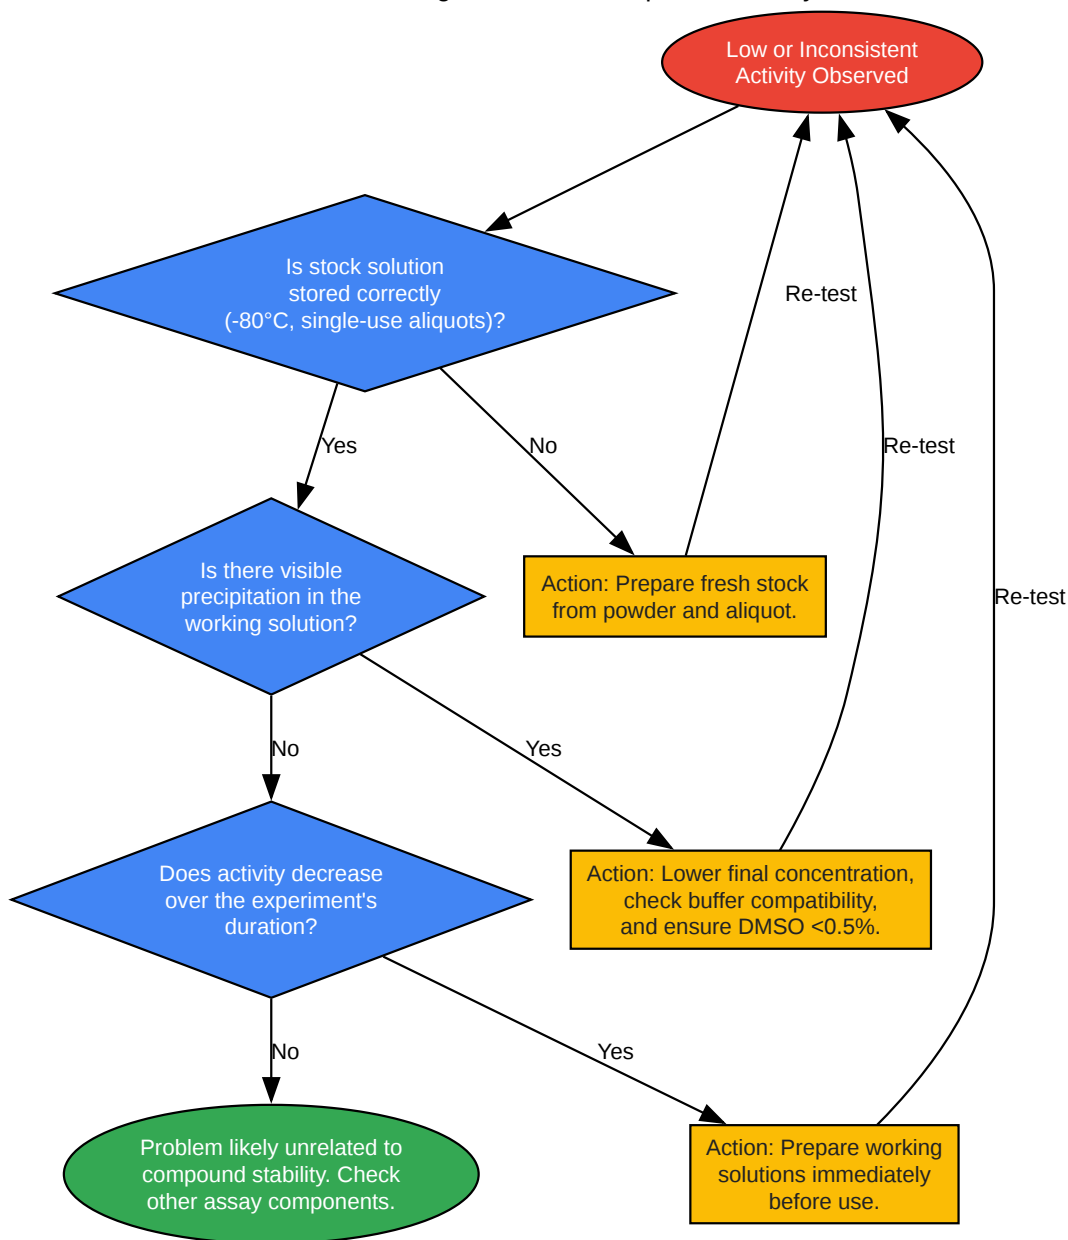 Low or Inconsistent
Activity Observed
Is stock solution
stored correctly
(-80°C, single-use aliquots)?
Re-test
Yes
No
Re-test
Is there visible
precipitation in the
working solution?
Action: Prepare fresh stock
from powder and aliquot.
Re-test
No
Yes
Does activity decrease
over the experiment's
duration?
Action: Lower final concentration,
check buffer compatibility,
and ensure DMSO <0.5%.
No
Yes
Problem likely unrelated to
compound stability. Check
other assay components.
Action: Prepare working
solutions immediately
before use.